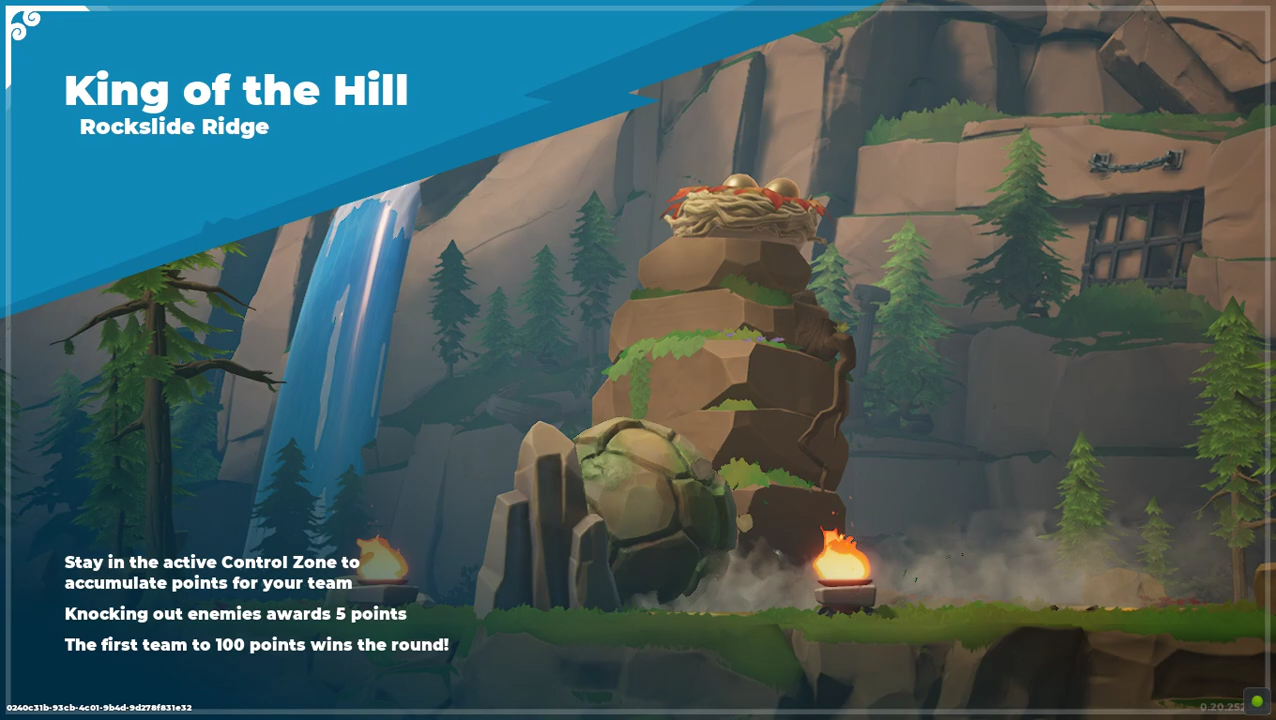 King of the Hill
Rockslide Ridge
Stay in the active Control Zone to
accumulate points for your team
Knocking out enemies awards 5 points
The first team to 100 points wins the round!
0240c31b-93cb-4c01-9b4d-9d278f831e32